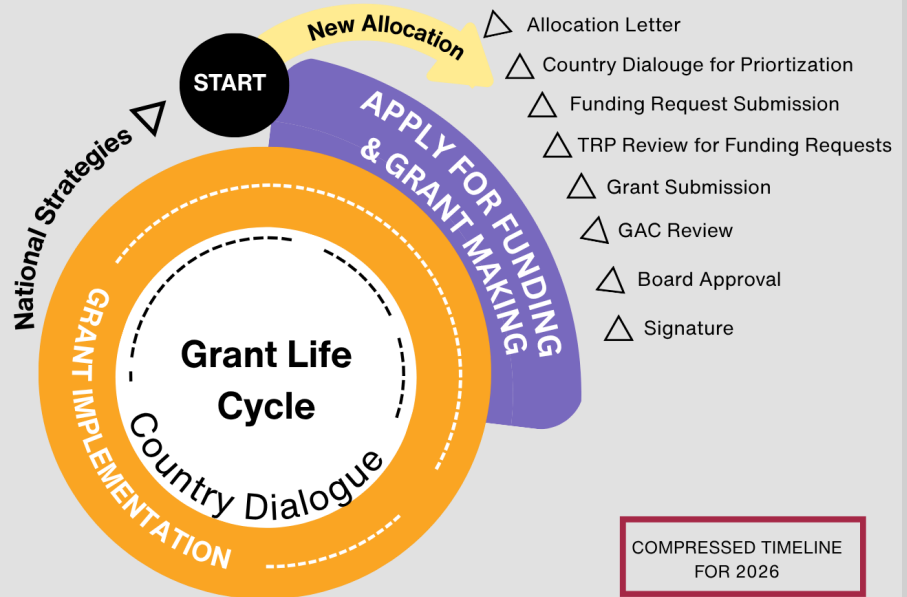 New Allocation
START
National Strategies
APPLY FOR FUNDING
& GRANT MAKING
Allocation Letter
Country Dialouge for Priortization
Funding Request Submission
TRP Review for Funding Requests
Grant Submission
GAC Review
Board Approval
Signature
GRANT IMPLEMENTATION
Grant Life
Cycle
Country Dialogue
COMPRESSED TIMELINE
FOR 2026